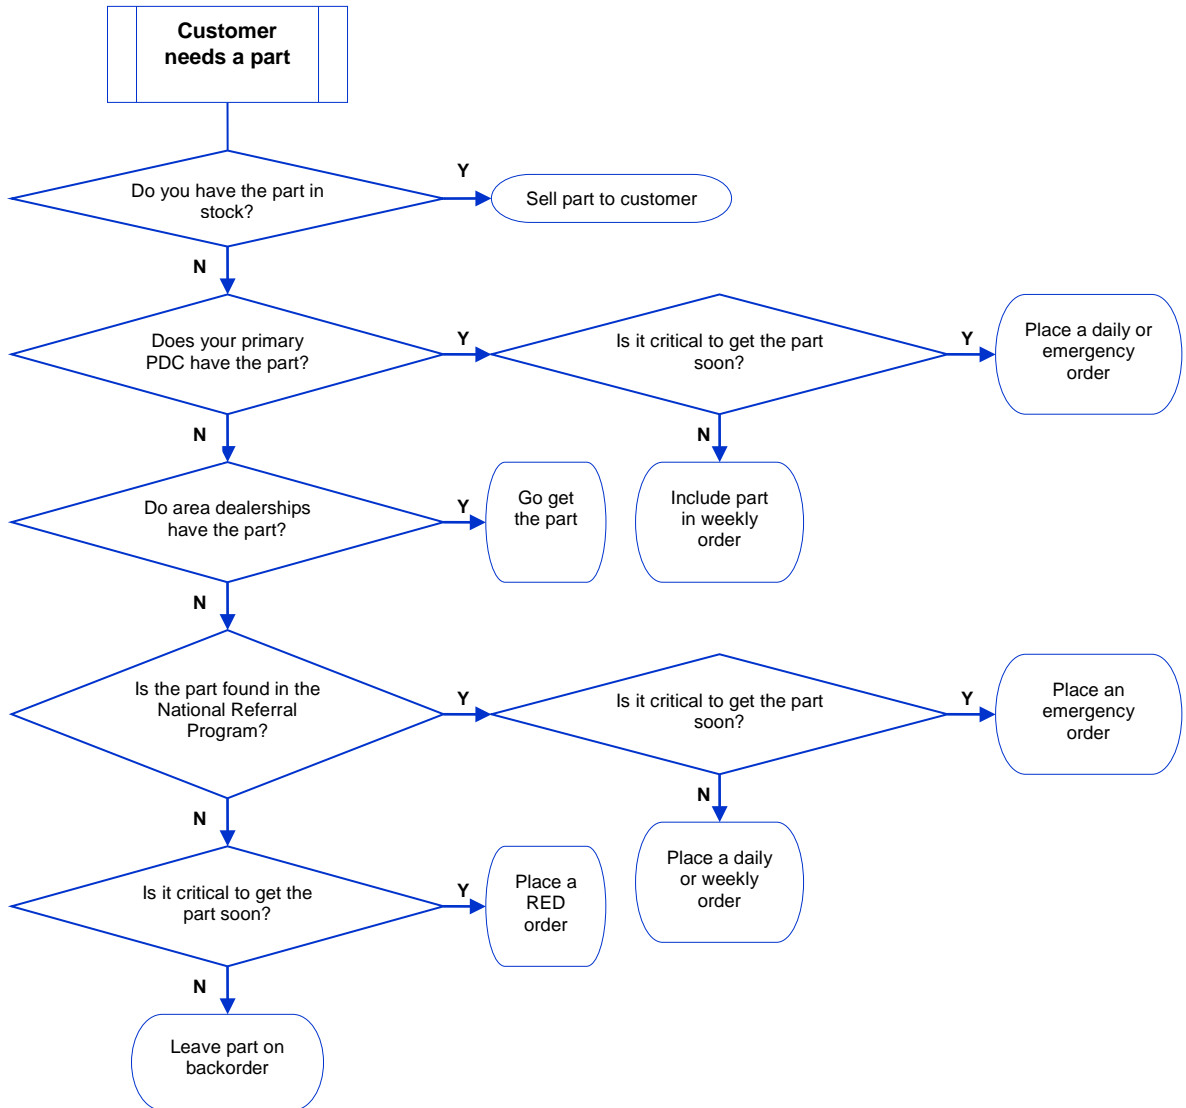 Customer
needs a part
Do you have the part in
stock?
Y
Sell part to customer
N
Does your primary
PDC have the part?
Y
Is it critical to get the part
soon?
Y
Place a daily or
emergency
order
N
N
Do area dealerships
have the part?
Y
Go get
the part
Include part
in weekly
order
N
Is the part found in the
National Referral
Program?
Y
Is it critical to get the part
soon?
Y
Place an
emergency
order
N
N
Is it critical to get the
part soon?
Y
Place a
RED
order
Place a daily
or weekly
order
N
Leave part on
backorder